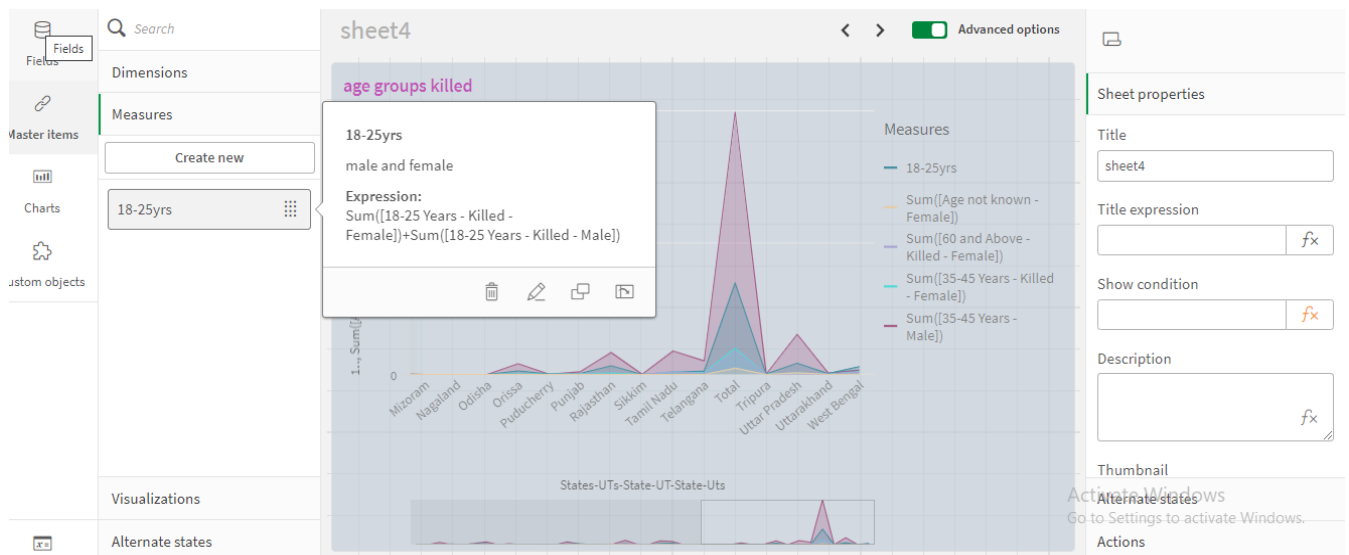 Fields
Fields
Master items
Charts
ustom objects
Search
Dimensions
Measures
Create new
18-25yrs
Visualizations
Alternate states
sheet4
Advanced options
age groups killed
18-25yrs
male and female
Expression:
Sum([18-25 Years - Killed -
Female])+Sum([18-25 Years - Killed - Male])
0
Mizoram
Nagaland
Odisha
Orissa
Puducherry
Punjab
Rajasthan
Sikkim
Tamil Nadu
Telangana
Total
Tripura
Uttar Pradesh
Uttarakhand
West Bengal
States-UTs-State-UT-State-Uts
Measures
18-25yrs
Sum([Age not known -
Female])
Sum([60 and Above -
Killed - Female])
Sum([35-45 Years - Killed
- Female])
Sum([35-45 Years -
Male])
Sheet properties
Title
sheet4
Title expression
fx
Show condition
fx
Description
fx
Thumbnail
Alternate states
Activate Windows
Go to Settings to activate Windows.
Actions